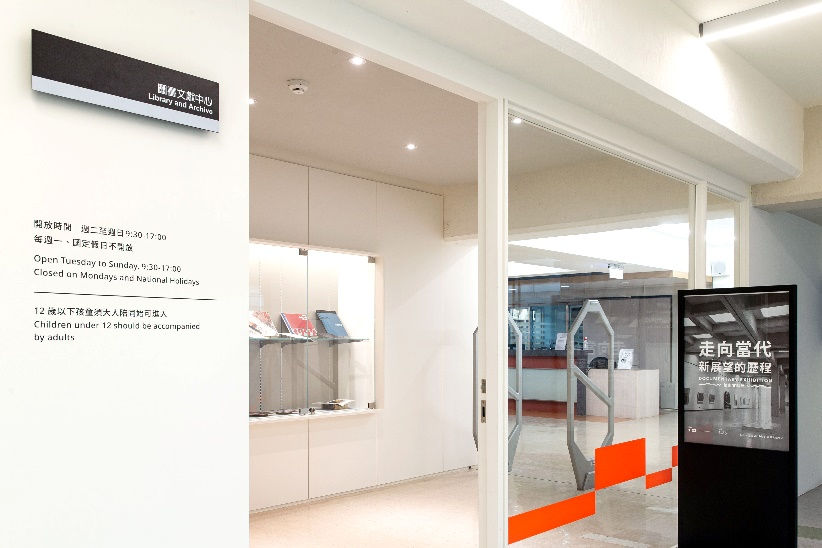 圖書文獻中心
Library and Archive
開放時間　週二至週日9:30-17:00
每週一、國定假日不開放
Open Tuesday to Sunday. 9:30-17:00
Closed on Mondays and National Holidays
12 歲以下孩童須大人陪同始可進入
Children under 12 should be accompanied
by adults
走向當代
新展望的歷程
DOCUMENTARY EXHIBITION